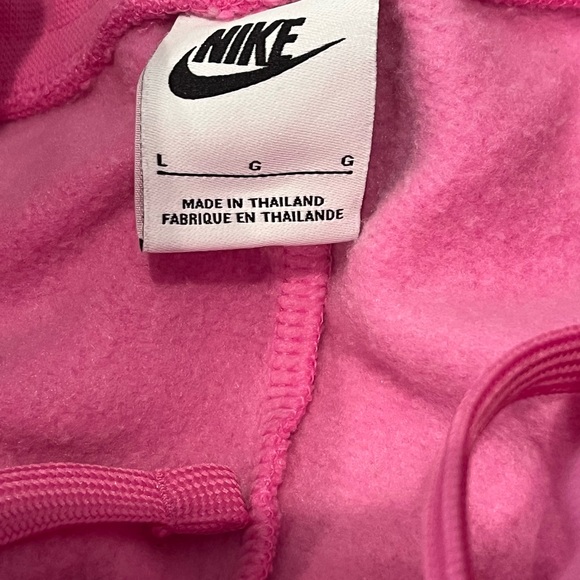 NIKE
L G G
MADE IN THAILAND
FABRIQUE EN THAILANDE